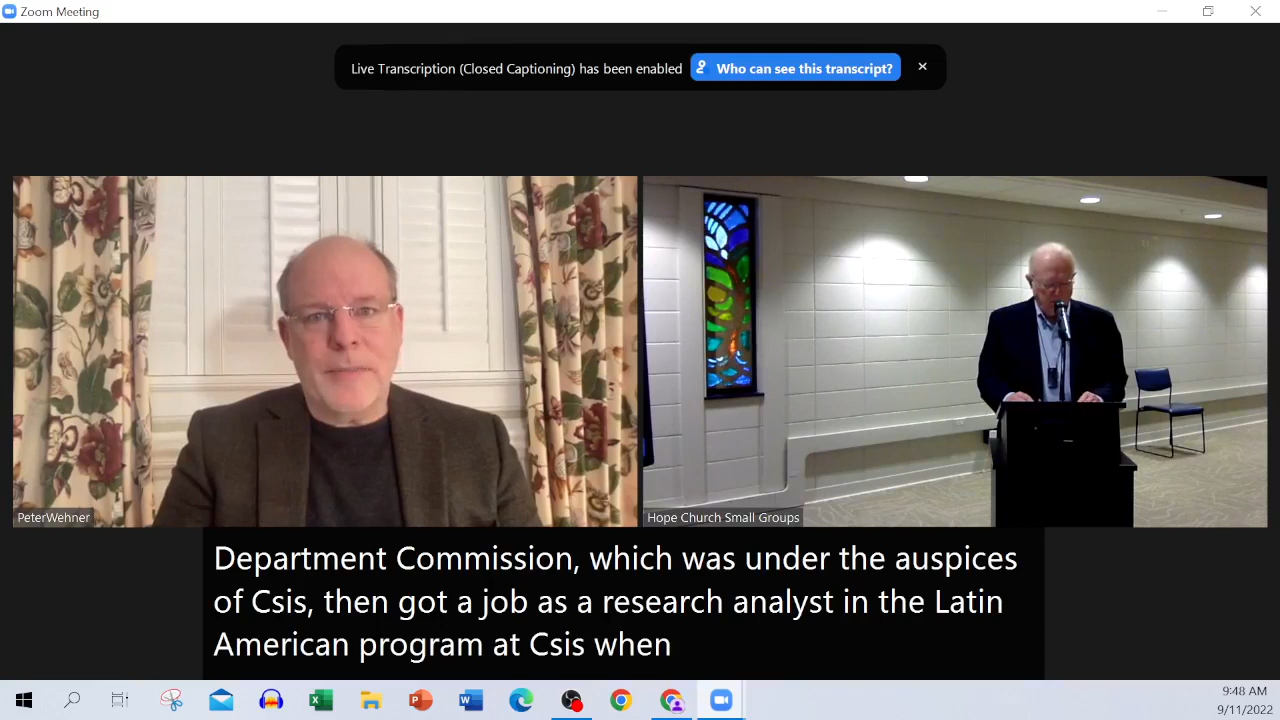 Zoom Meeting
Live Transcription (Closed Captioning) has been enabled
Who can see this transcript?
PeterWehner
Hope Church Small Groups
Department Commission, which was under the auspices
of Csis, then got a job as a research analyst in the Latin
American program at Csis when
9:48 AM
9/11/2022